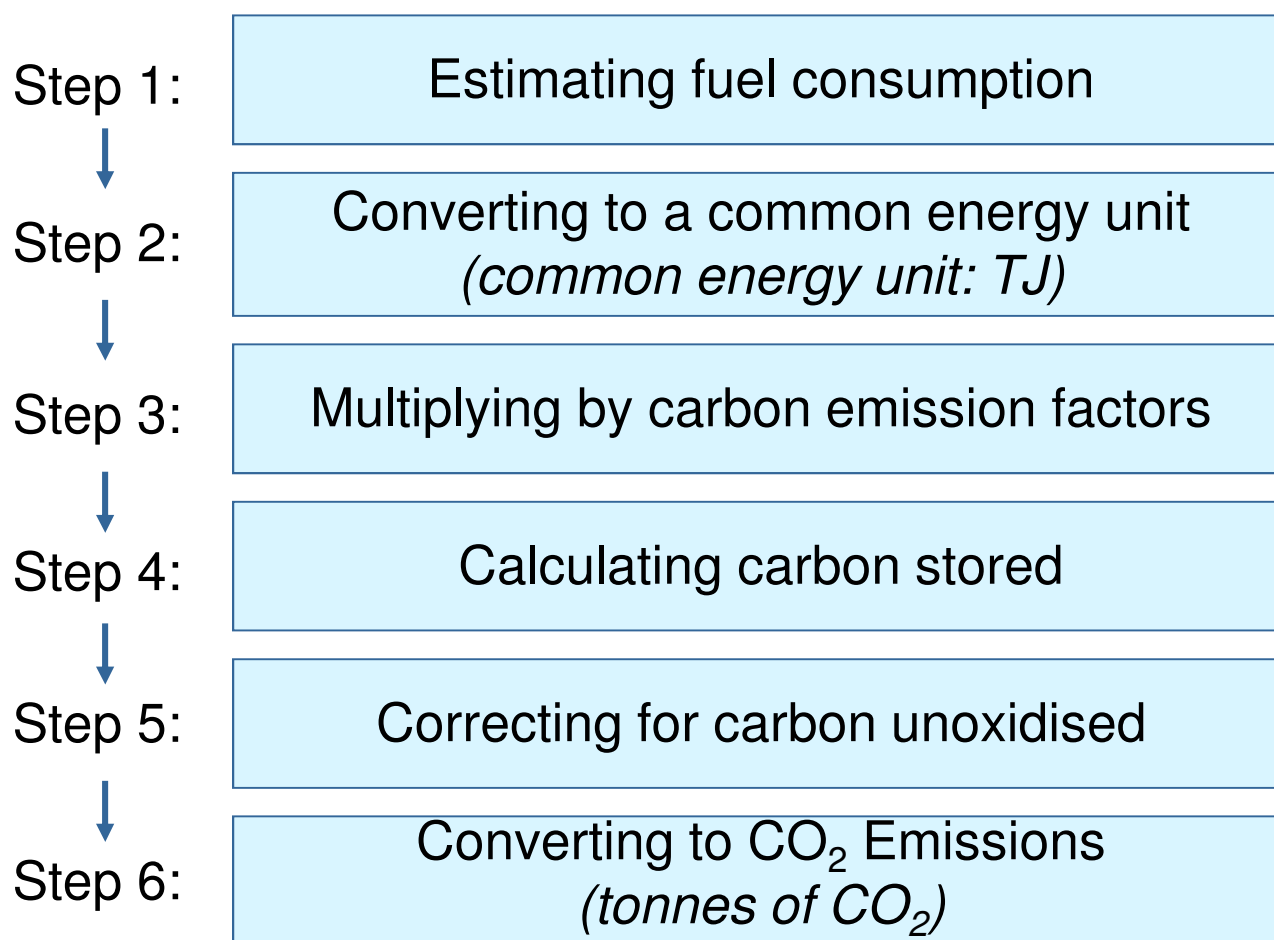 Step 1:
Estimating fuel consumption
Step 2:
Converting to a common energy unit
(common energy unit: TJ)
Step 3:
Multiplying by carbon emission factors
Step 4:
Calculating carbon stored
Step 5:
Correcting for carbon unoxidised
Step 6:
Converting to CO₂ Emissions
(tonnes of CO₂)